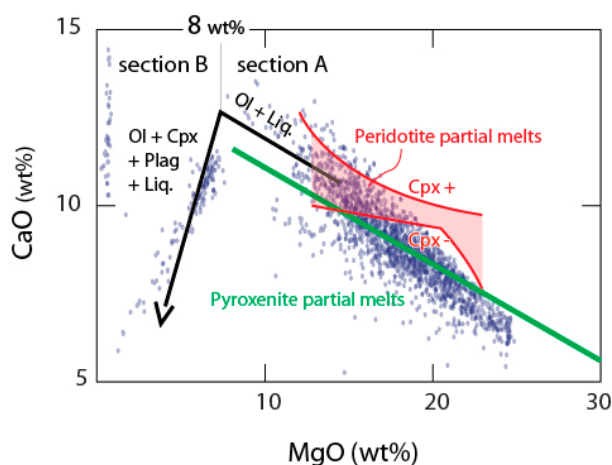 8 wt%
15
section B
section A
Ol + Liq.
Ol + Cpx
+ Plag
+ Liq.
Peridotite partial melts
Cpx +
CaO (wt%)
10
Cpx -
Pyroxenite partial melts
5
10
20
30
MgO (wt%)